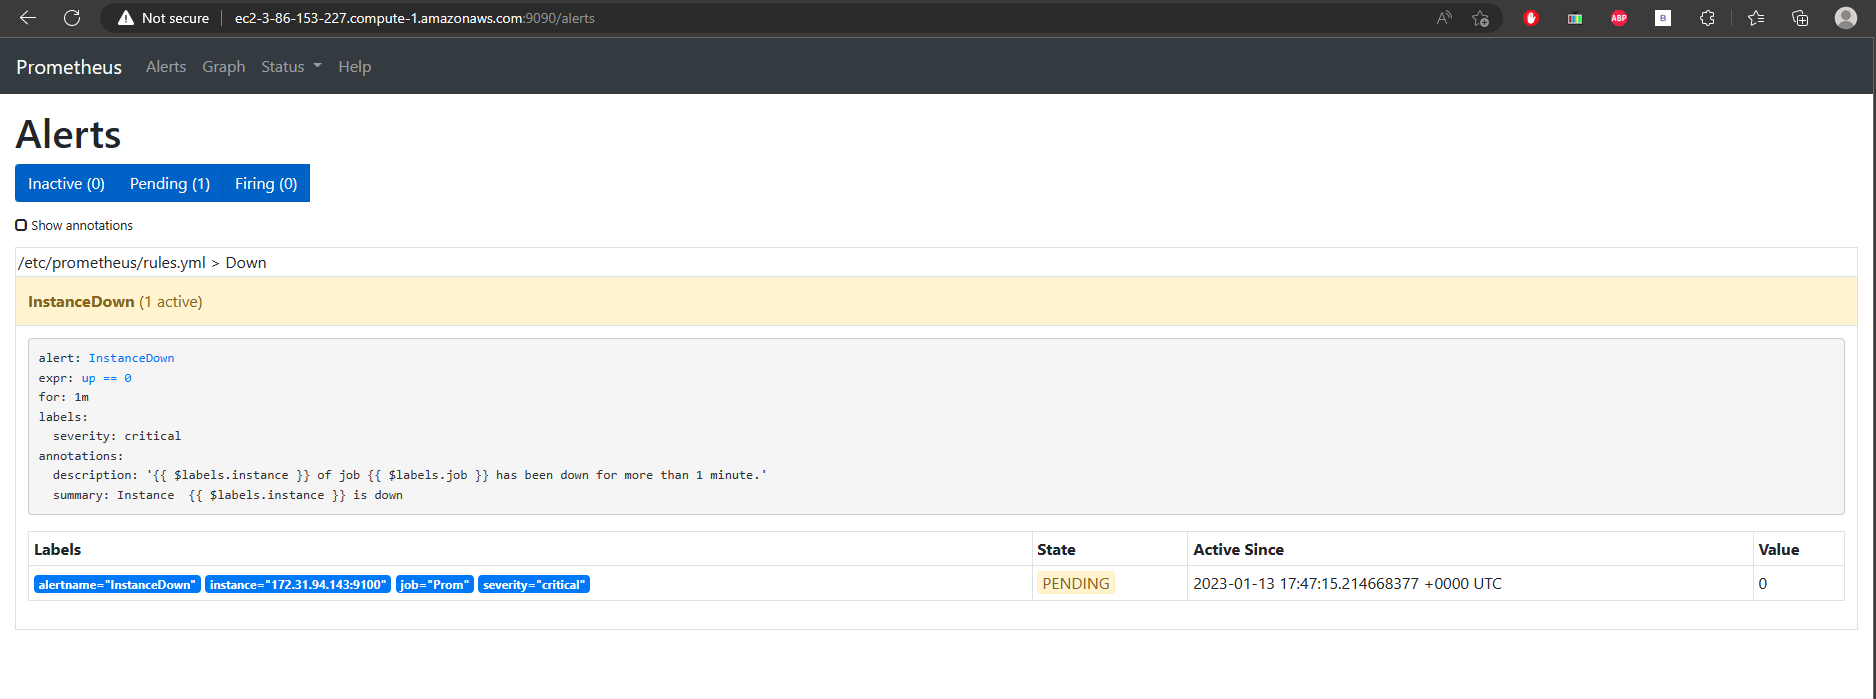 Not secure ec2-3-86-153-227.compute-1.amazonaws.com:9090/alerts
ABP
B
Prometheus Alerts Graph Status Help
Alerts
Inactive (0) Pending (1) Firing (0)
Show annotations
/etc/prometheus/rules.yml > Down
InstanceDown (1 active)
alert: InstanceDown
expr: up == 0
for: 1m
labels:
  severity: critical
annotations:
  description: '{{ $labels.instance }} of job {{ $labels.job }} has been down for more than 1 minute.'
  summary: Instance  {{ $labels.instance }} is down
Labels State Active Since Value
alertname="InstanceDown" instance="172.31.94.143:9100" job="Prom" severity="critical" PENDING 2023-01-13 17:47:15.214668377 +0000 UTC 0